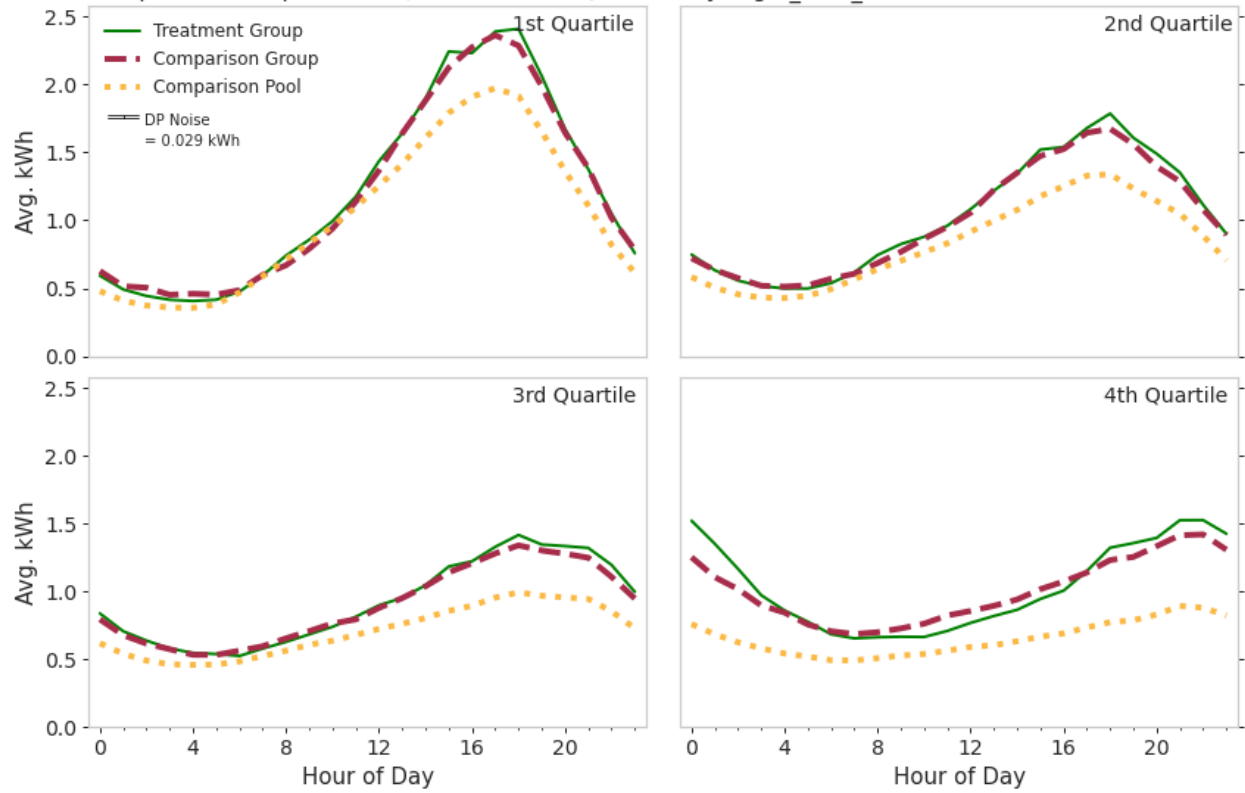 1st Quartile
2nd Quartile
Treatment Group
Comparison Group
Comparison Pool
DP Noise
= 0.029 kWh
Avg. kWh
2.5
2.0
1.5
1.0
0.5
0.0
3rd Quartile
4th Quartile
Avg. kWh
2.5
2.0
1.5
1.0
0.5
0.0
0 4 8 12 16 20
0 4 8 12 16 20
Hour of Day
Hour of Day